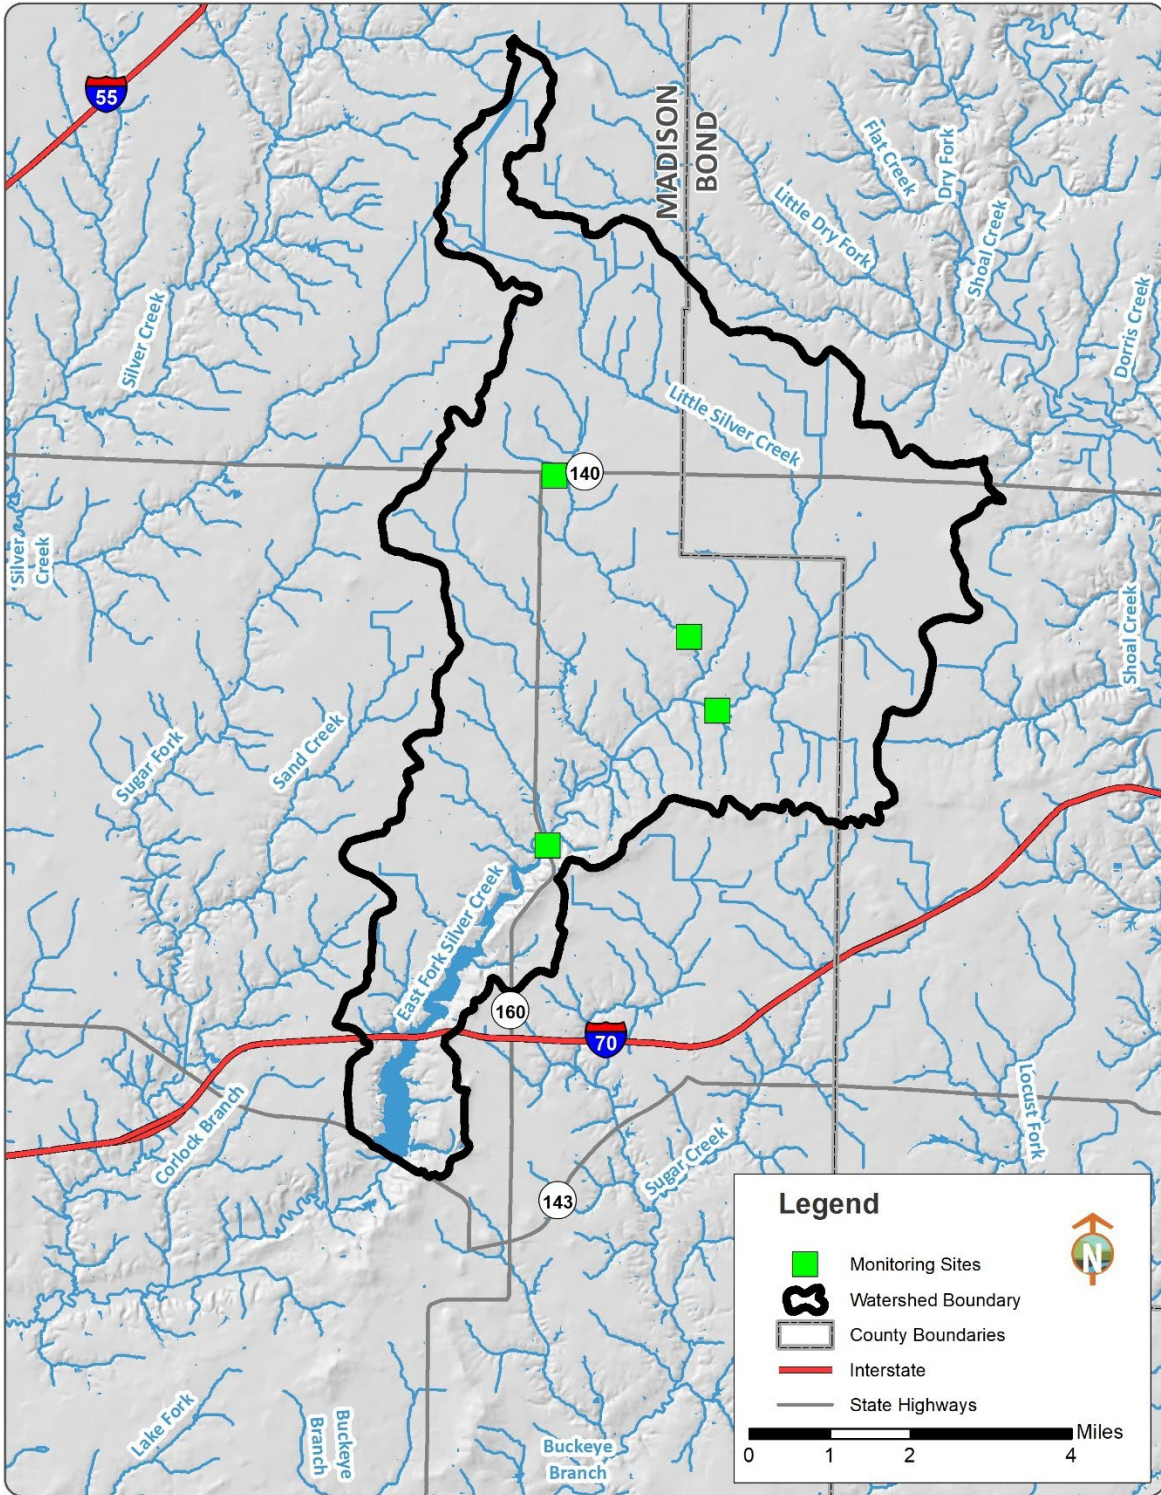 55
MADISON
BOND
Flat Creek
Dry Fork
Little Dry Fork
Shoal Creek
Dorris Creek
Silver Creek
Little Silver Creek
140
Silver
Creek
Shoal Creek
Sugar Fork
Sand Creek
East Fork Silver Creek
160
70
Corlock Branch
Locust Fork
Sugar Creek
143
Lake Fork
Buckeye
Branch
Buckeye
Branch
Legend
N
Monitoring Sites
Watershed Boundary
County Boundaries
Interstate
State Highways
Miles
0 1 2 4